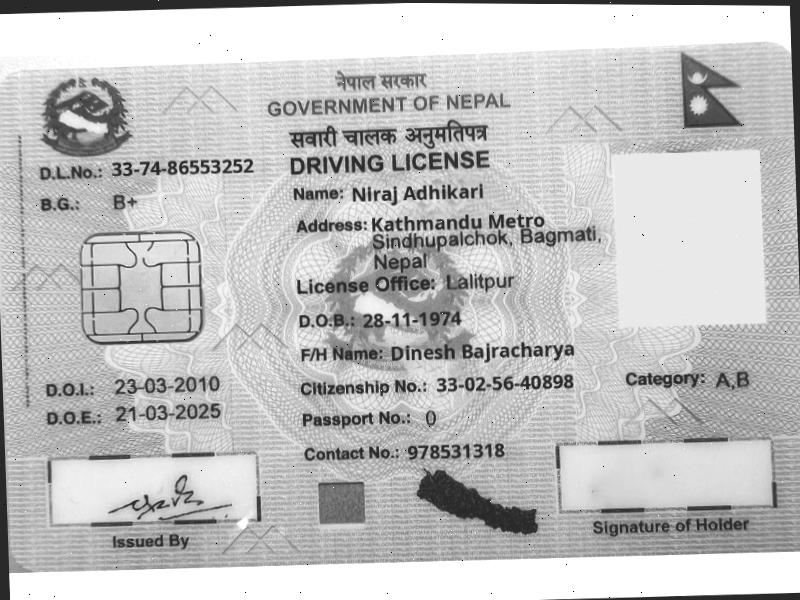 नेपाल सरकार
GOVERNMENT OF NEPAL
सवारी चालक अनुमतिपत्र
DRIVING LICENSE
D.L.No.: 33-74-86553252
B.G.: B+
Name: Niraj Adhikari
Address: Kathmandu Metro
Sindhupalchok, Bagmati,
Nepal
License Office: Lalitpur
D.O.B.: 28-11-1974
F/H Name: Dinesh Bajracharya
D.O.I.: 23-03-2010
Citizenship No.: 33-02-56-40898
Category: A,B
D.O.E.: 21-03-2025
Passport No.: ()
Contact No.: 978531318
Issued By
Signature of Holder